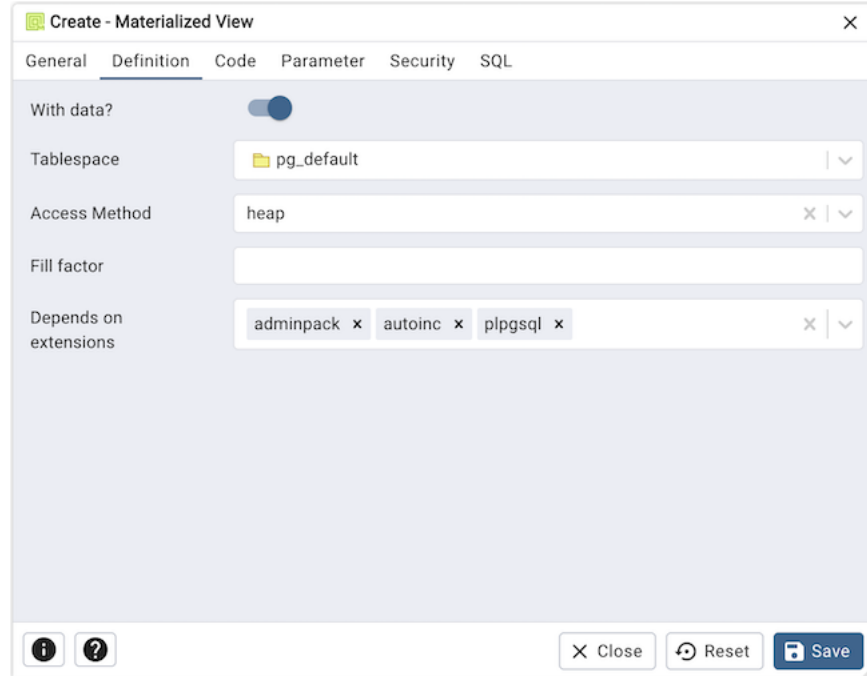 Create - Materialized View
General Definition Code Parameter Security SQL
With data?
Tablespace pg_default
Access Method heap
Fill factor
Depends on
extensions
adminpack autoinc plpgsql
Close Reset Save